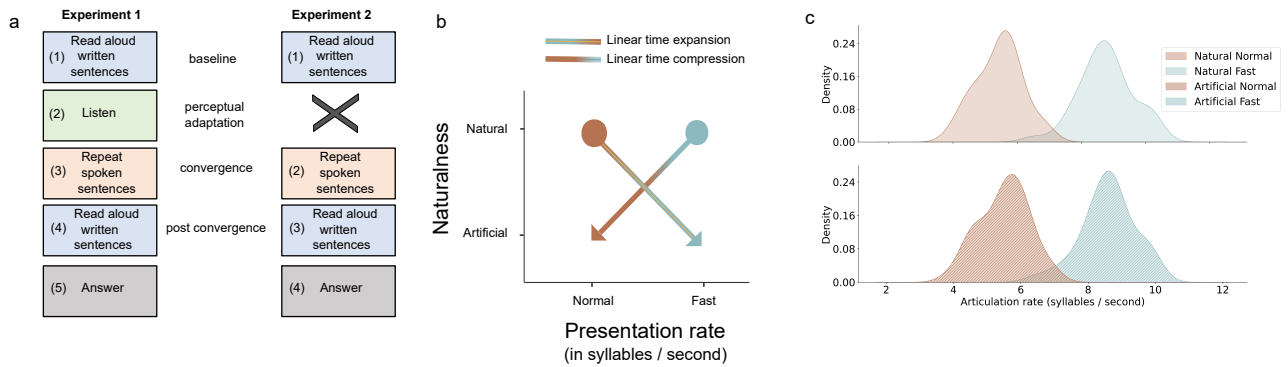 a
Experiment 1
Experiment 2
(1) Read aloud
written
sentences
baseline
(1) Read aloud
written
sentences
(2) Listen
perceptual
adaptation
(3) Repeat
spoken
sentences
convergence
(2) Repeat
spoken
sentences
(4) Read aloud
written
sentences
post convergence
(3) Read aloud
written
sentences
(5) Answer
(4) Answer
b
Linear time expansion
Linear time compression
Naturalness
Natural
Artificial
Normal
Fast
Presentation rate
(in syllables / second)
c
Density
0.24
0.16
0.08
0.00
Natural Normal
Natural Fast
Artificial Normal
Artificial Fast
Density
0.24
0.16
0.08
0.00
2 4 6 8 10 12
Articulation rate (syllables / second)